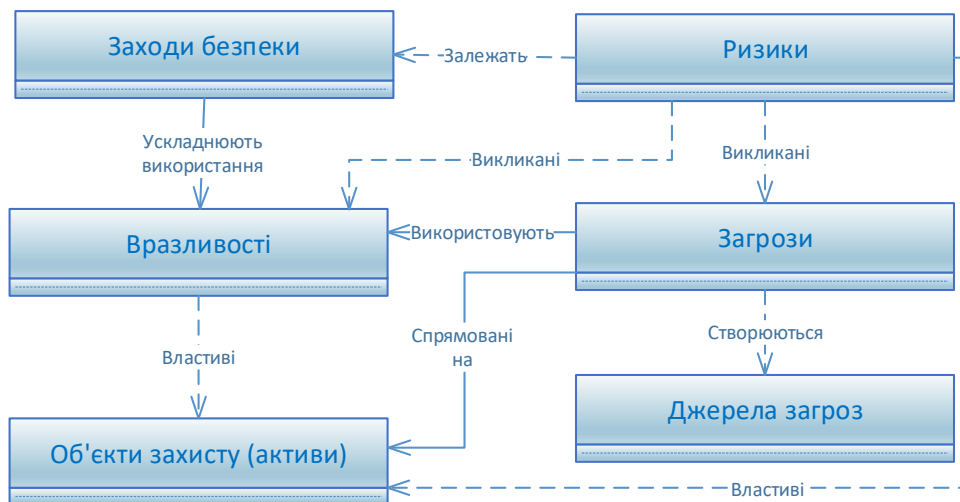 Заходи безпеки
Залежать
Ризики
Ускладнюють
використання
Викликані
Викликані
Вразливості
Використовують
Загрози
Властиві
Спрямовані
на
Створюються
Об'єкти захисту (активи)
Джерела загроз
Властиві